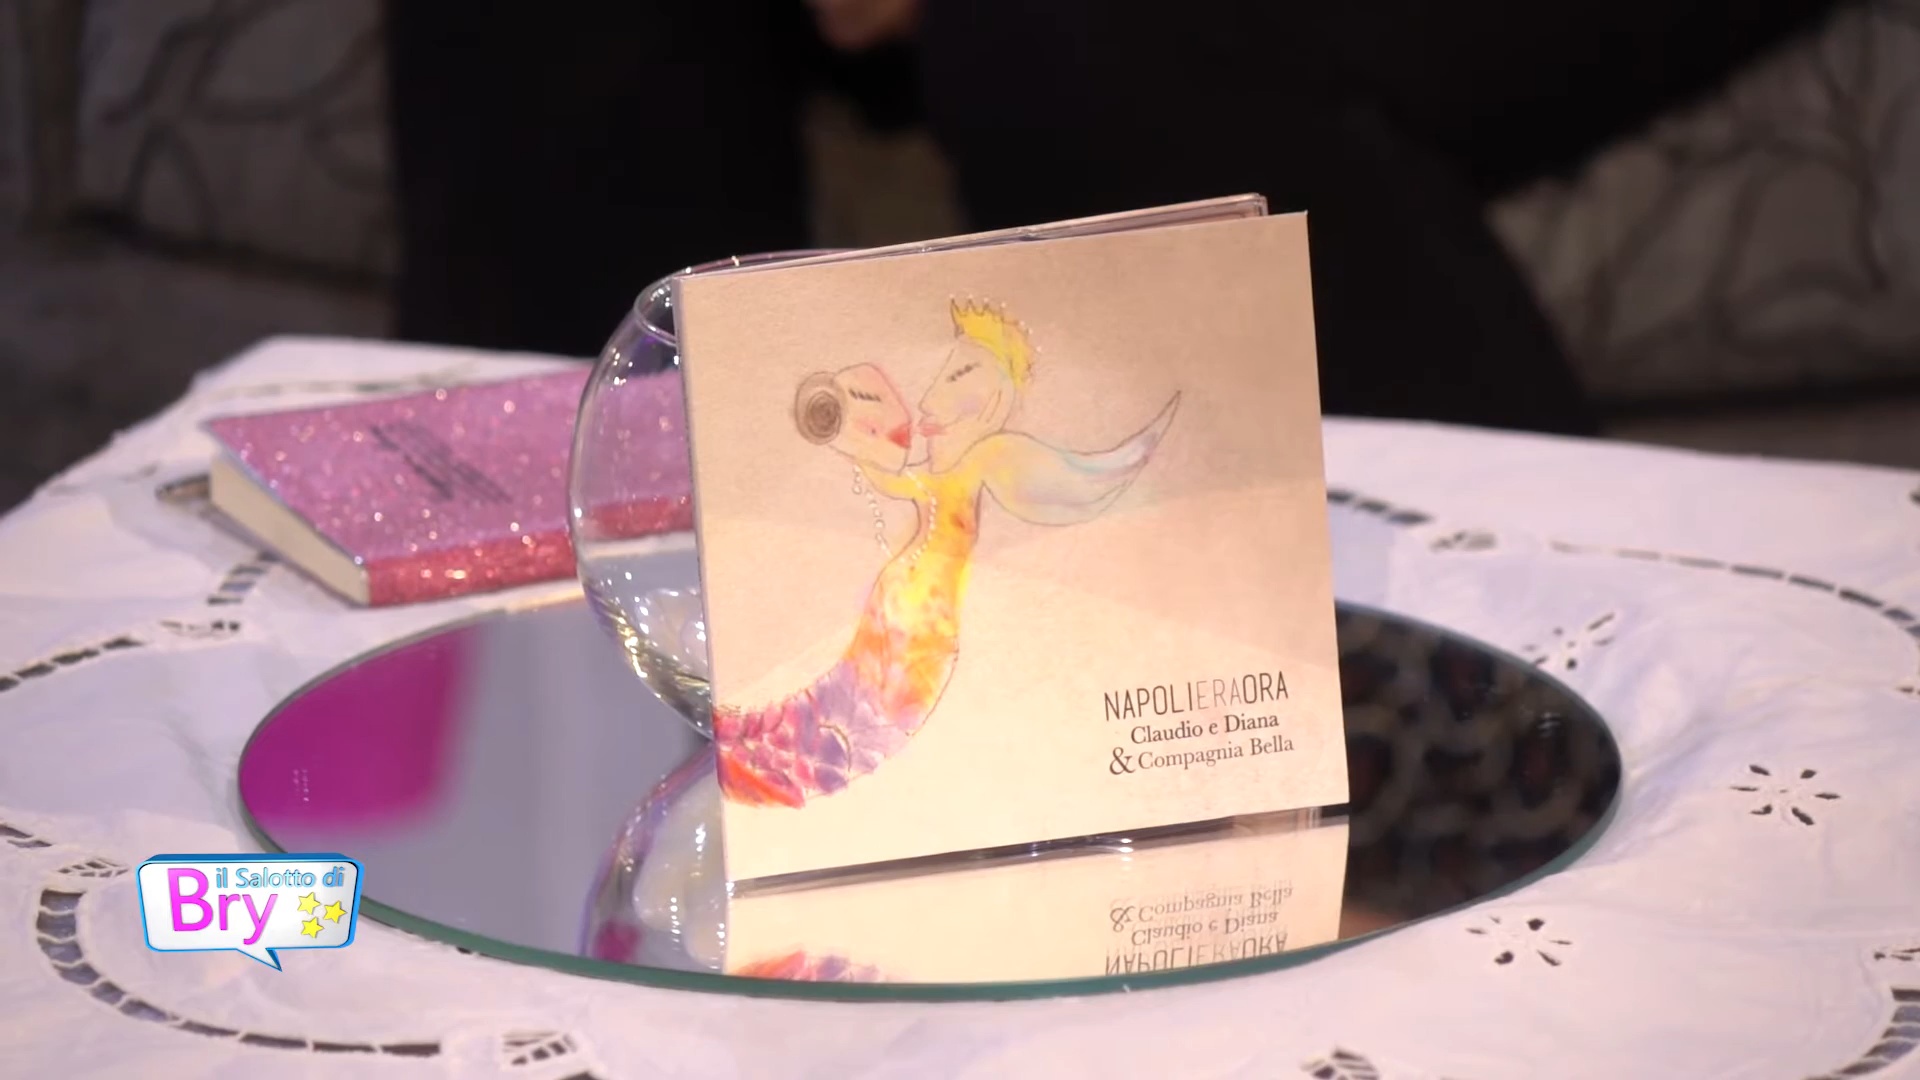 NAPOLIERAORA
Claudio e Diana
& Compagnia Bella
il Salotto di
Bry